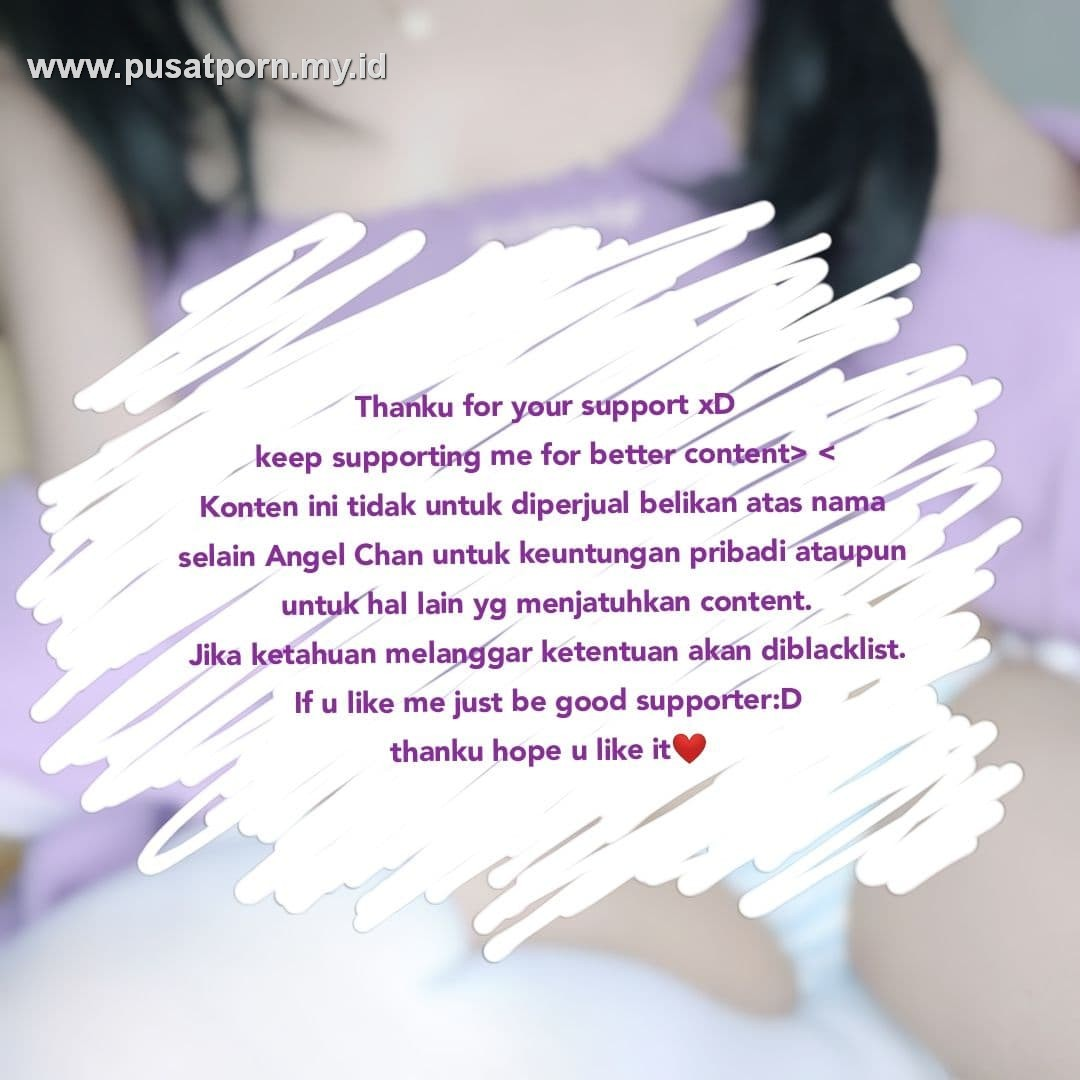 www.pusatporn.my.id
Thanku for your support xD
keep supporting me for better content> <
Konten ini tidak untuk diperjual belikan atas nama
selain Angel Chan untuk keuntungan pribadi ataupun
untuk hal lain yg menjatuhkan content.
Jika ketahuan melanggar ketentuan akan diblacklist.
If u like me just be good supporter:D
thanku hope u like it❤️